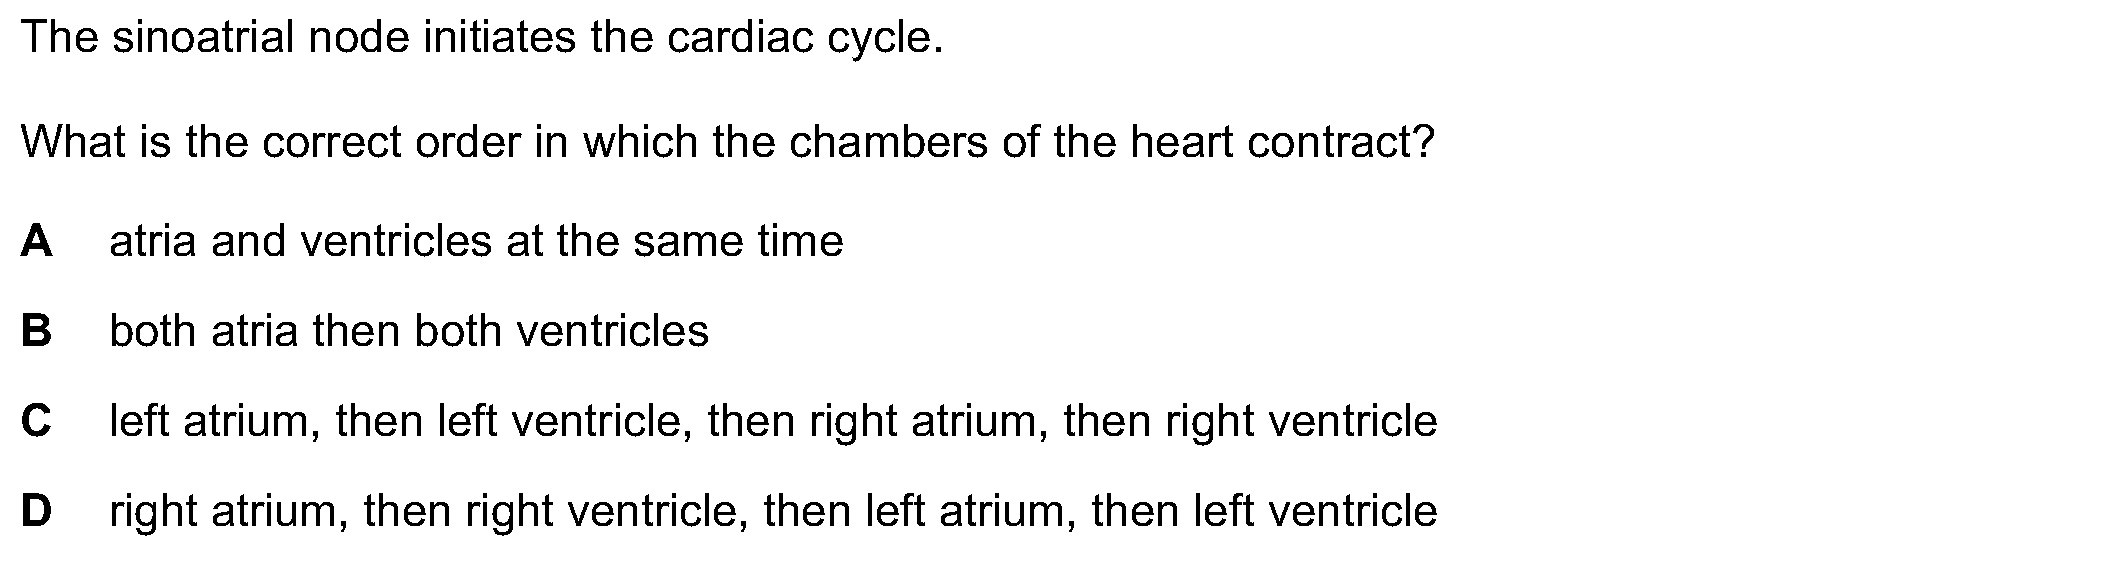 The sinoatrial node initiates the cardiac cycle.
What is the correct order in which the chambers of the heart contract?
A atria and ventricles at the same time
B both atria then both ventricles
C left atrium, then left ventricle, then right atrium, then right ventricle
D right atrium, then right ventricle, then left atrium, then left ventricle